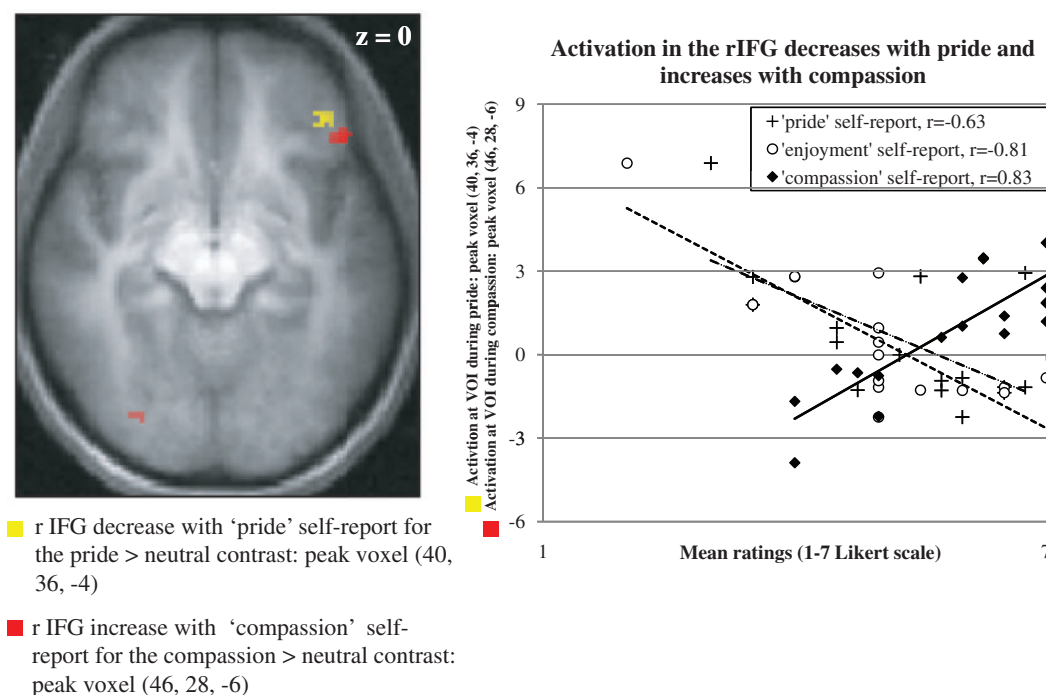 z = 0
r IFG decrease with ‘pride’ self-report for
the pride > neutral contrast: peak voxel (40,
36, -4)
r IFG increase with ‘compassion’ self-
report for the compassion > neutral contrast:
peak voxel (46, 28, -6)
Activation in the rIFG decreases with pride and
increases with compassion
'pride' self-report, r=-0.63
'enjoyment' self-report, r=-0.81
'compassion' self-report, r=0.83
Activtion at VOI during pride: peak voxel (40, 36, -4)
Activation at VOI during compassion: peak voxel (46, 28, -6)
9
6
3
0
-3
-6
1
Mean ratings (1-7 Likert scale)
7